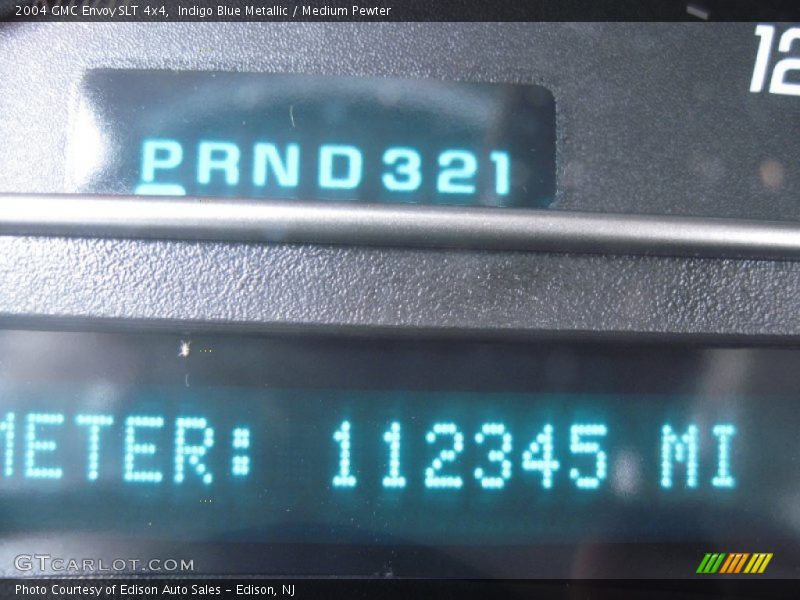 2004 GMC Envoy SLT 4x4, Indigo Blue Metallic / Medium Pewter
12
PRND321
METER: 112345 MI
GTCARLOT.COM
Photo Courtesy of Edison Auto Sales - Edison, NJ